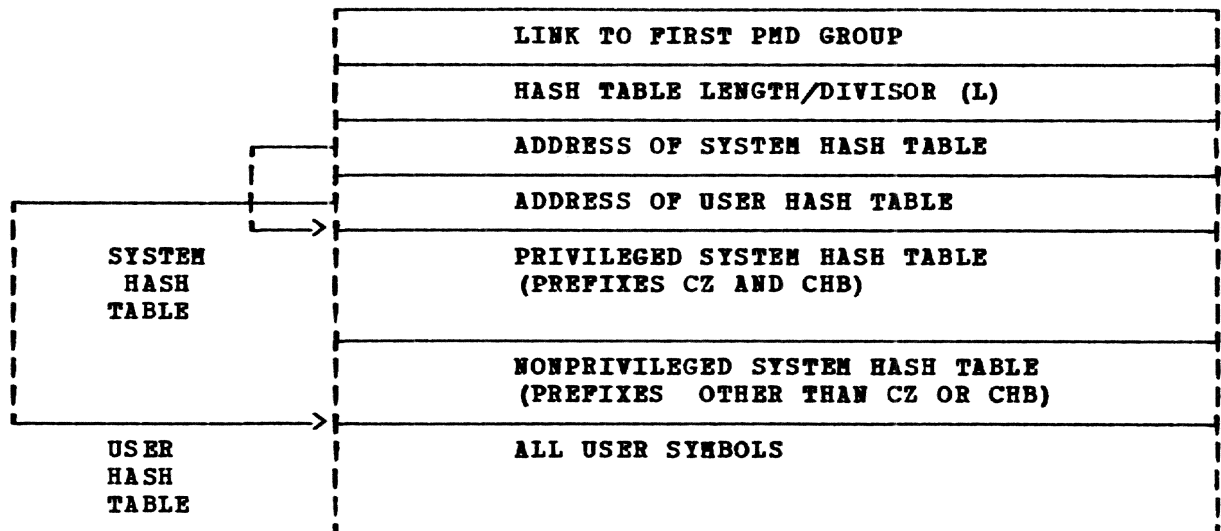 LINK TO FIRST PMD GROUP
HASH TABLE LENGTH/DIVISOR (L)
ADDRESS OF SYSTEM HASH TABLE
ADDRESS OF USER HASH TABLE
SYSTEM
HASH
TABLE
PRIVILEGED SYSTEM HASH TABLE
(PREFIXES CZ AND CHB)
NONPRIVILEGED SYSTEM HASH TABLE
(PREFIXES OTHER THAN CZ OR CHB)
USER
HASH
TABLE
ALL USER SYMBOLS